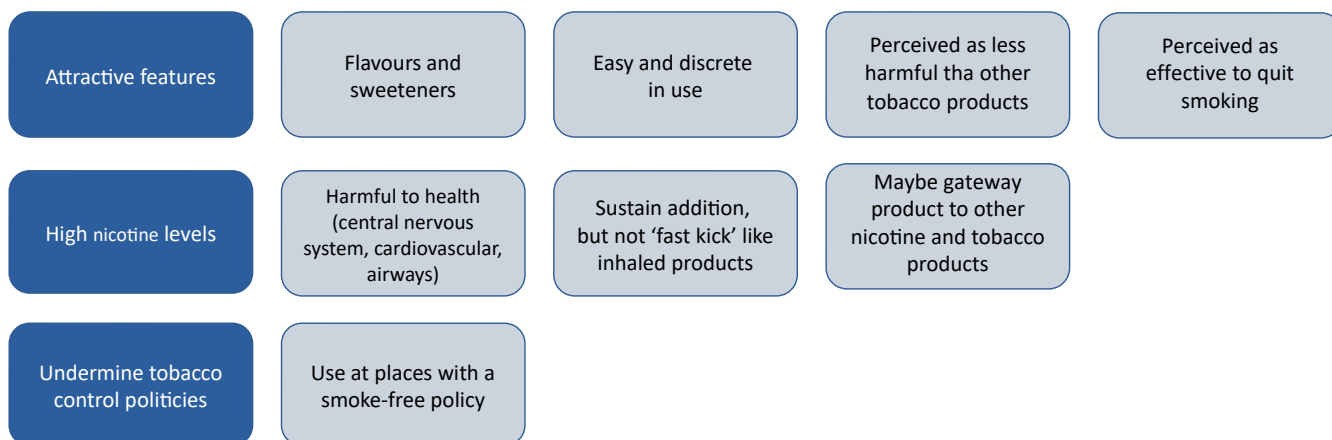 Attractive features
Flavours and
sweeteners
Easy and discrete
in use
Perceived as less
harmful tha other
tobacco products
Perceived as
effective to quit
smoking
High nicotine levels
Harmful to health
(central nervous
system, cardiovascular,
airways)
Sustain addition,
but not ‘fast kick’ like
inhaled products
Maybe gateway
product to other
nicotine and tobacco
products
Undermine tobacco
control politicies
Use at places with a
smoke-free policy